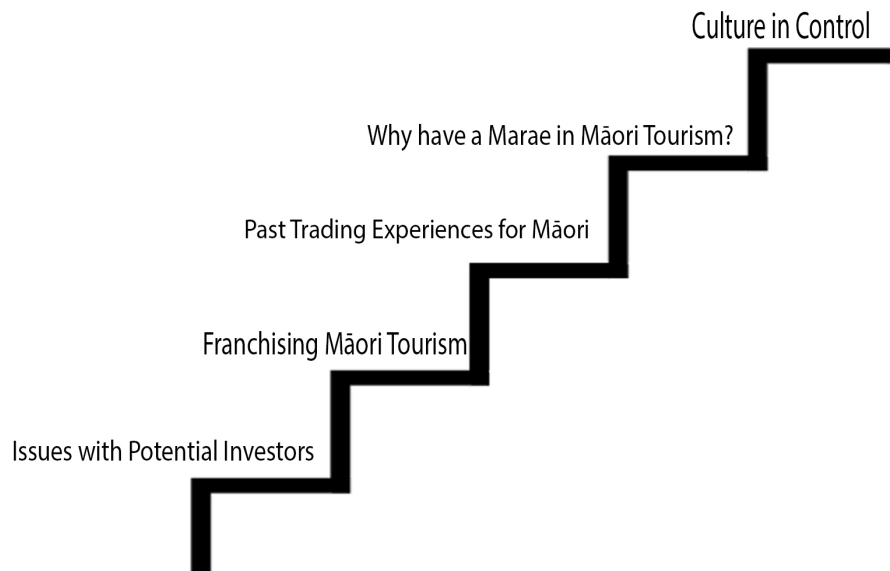 Culture in Control
Why have a Marae in Māori Tourism?
Past Trading Experiences for Māori
Franchising Māori Tourism
Issues with Potential Investors